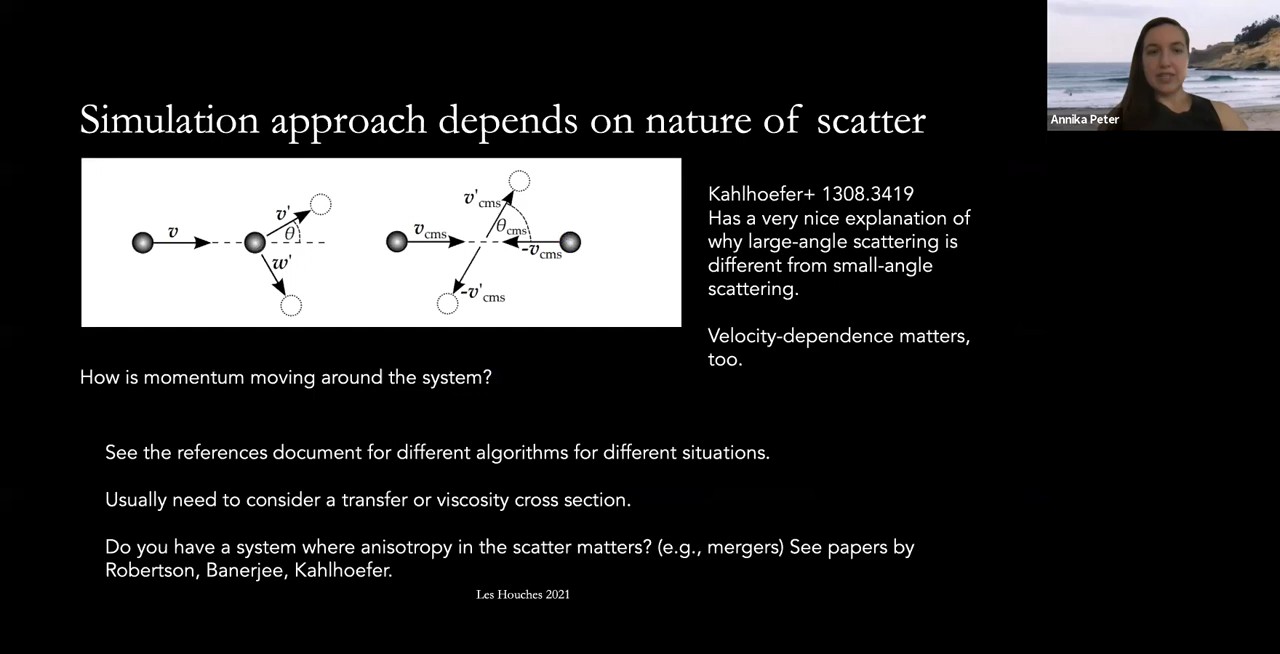 Simulation approach depends on nature of scatter
Annika Peter
v
v'
θ
w'
v'cms
vcms
θcms
-vcms
-v'cms
Kahlhoefer+ 1308.3419
Has a very nice explanation of
why large-angle scattering is
different from small-angle
scattering.
Velocity-dependence matters,
too.
How is momentum moving around the system?
See the references document for different algorithms for different situations.
Usually need to consider a transfer or viscosity cross section.
Do you have a system where anisotropy in the scatter matters? (e.g., mergers) See papers by
Robertson, Banerjee, Kahlhoefer.
Les Houches 2021